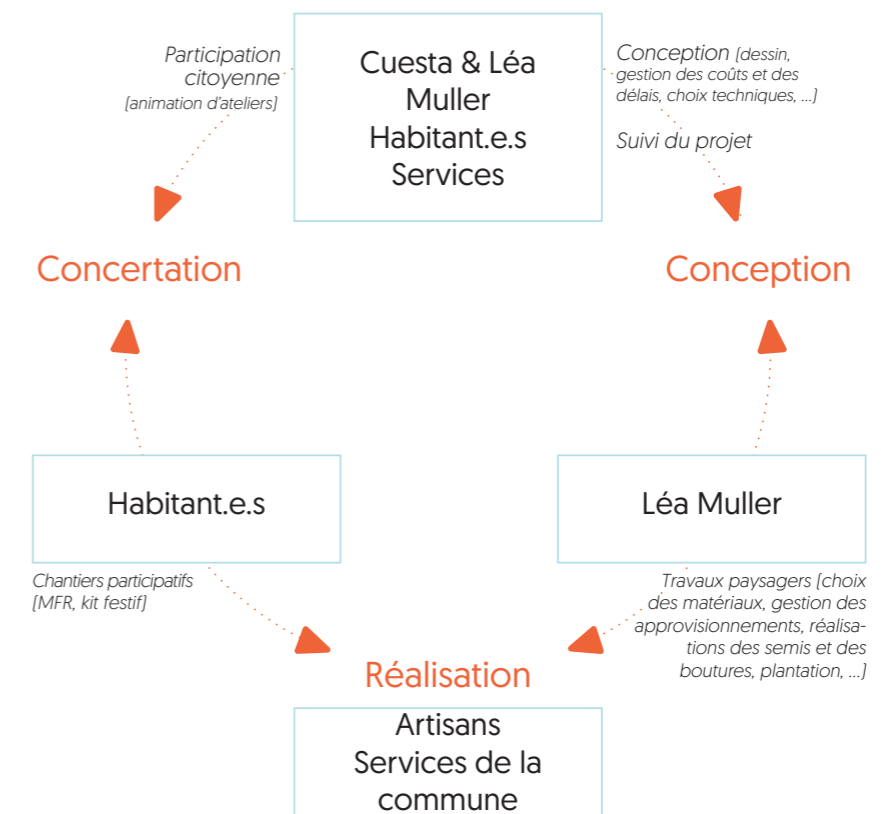 Participation
citoyenne
[animation d'ateliers]
Cuesta & Léa
Muller
Habitant.e.s
Services
Conception [dessin,
gestion des coûts et des
délais, choix techniques, ...]
Suivi du projet
Concertation
Conception
Habitant.e.s
Léa Muller
Chantiers participatifs
[MFR, kit festif]
Travaux paysagers [choix
des matériaux, gestion des
approvisionnements, réalisa-
tions des semis et des
boutures, plantation, ...]
Réalisation
Artisans
Services de la
commune